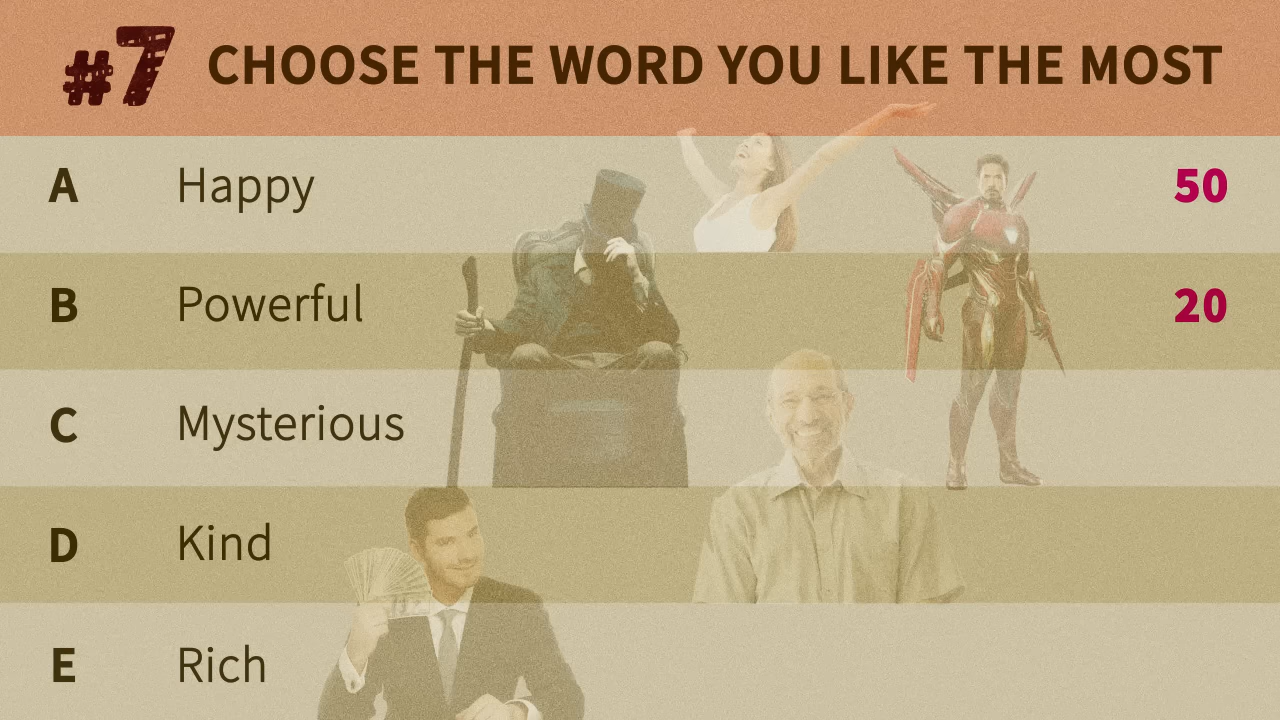 #7 CHOOSE THE WORD YOU LIKE THE MOST
A Happy 50
B Powerful 20
C Mysterious
D Kind
E Rich